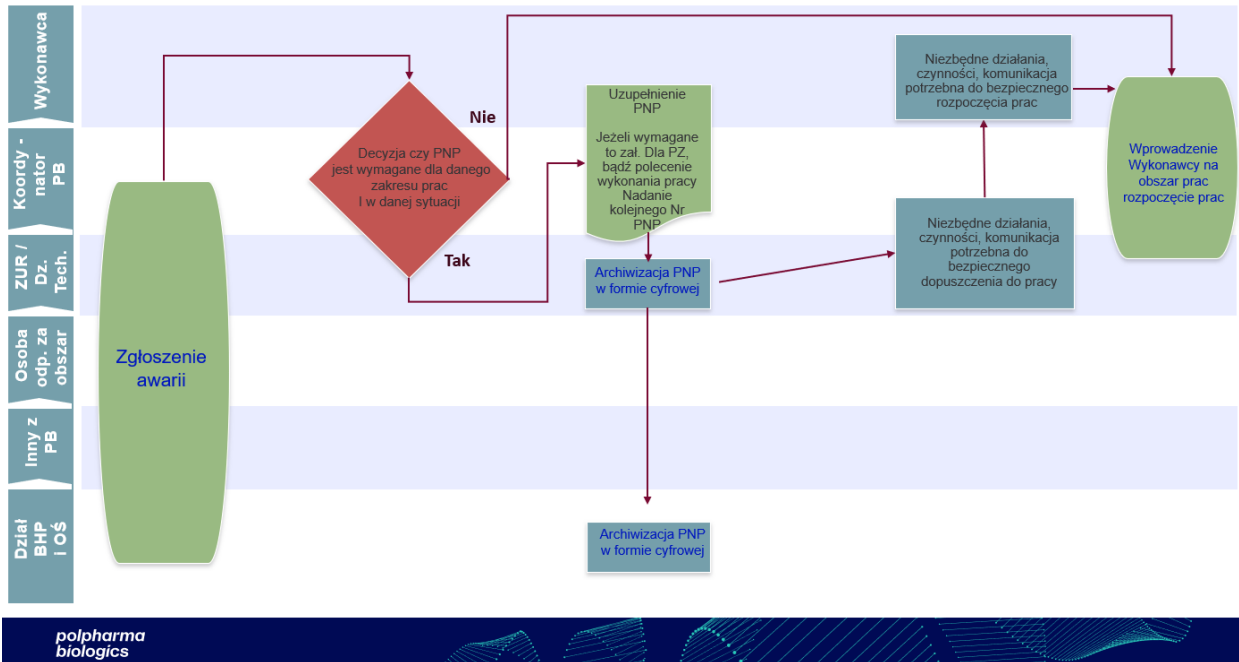 Wykonawca
Koordy -
nator
PB
ZUR /
Dz.
Tech.
Osoba
odp. za
obszar
Inny z
PB
Dział
BHP
i OŚ
Zgłoszenie
awarii
Decyzja czy PNP
jest wymagane dla danego
zakresu prac
I w danej sytuacji
Nie
Tak
Uzupełnienie
PNP
Jeżeli wymagane
to zał. Dla PZ,
bądź polecenie
wykonania pracy
Nadanie
kolejnego Nr
PNP
Archiwizacja PNP
w formie cyfrowej
Archiwizacja PNP
w formie cyfrowej
Niezbędne działania,
czynności, komunikacja
potrzebna do
bezpiecznego
dopuszczenia do pracy
Niezbędne działania,
czynności, komunikacja
potrzebna do bezpiecznego
rozpoczęcia prac
Wprowadzenie
Wykonawcy na
obszar prac
rozpoczęcie prac
polpharma
biologics